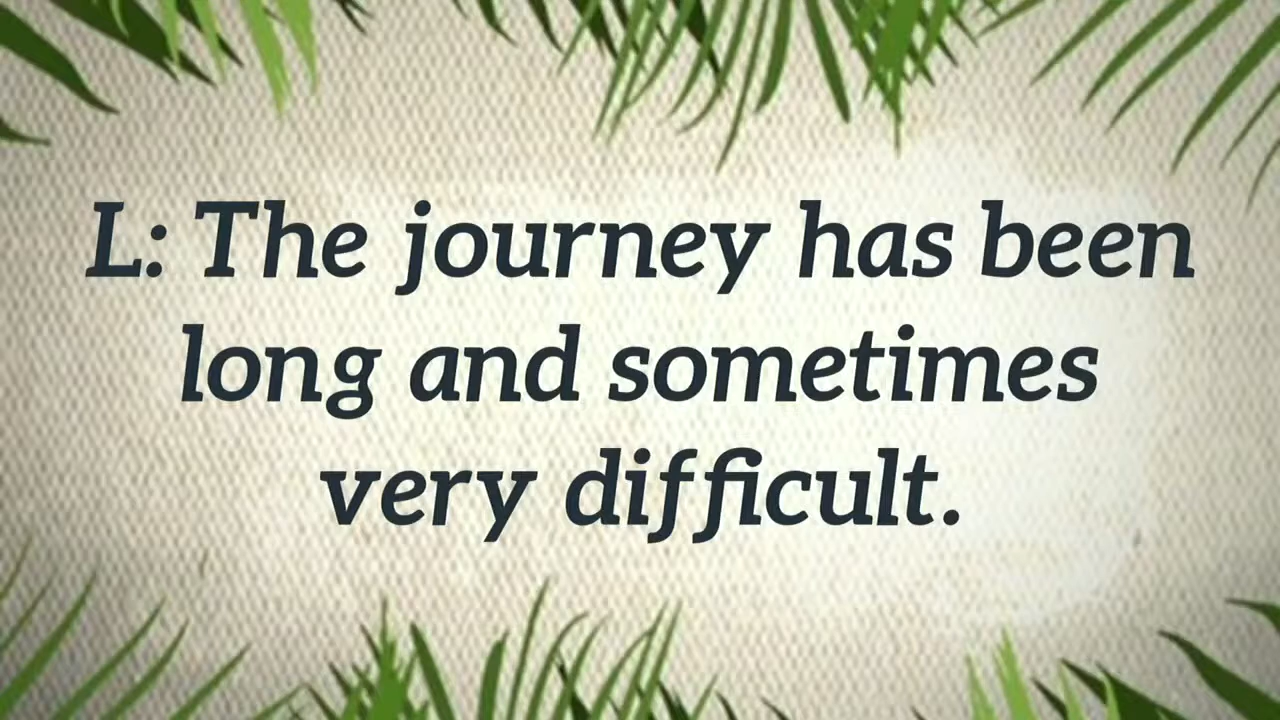 L: The journey has been
long and sometimes
very difficult.